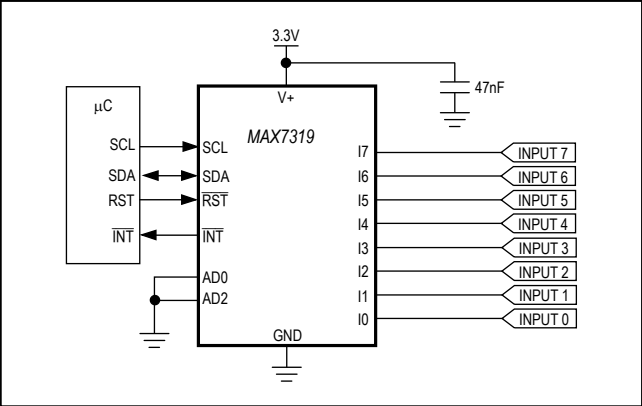 3.3V
47nF
μC
V+
MAX7319
SCL
SCL
I7
INPUT 7
SDA
SDA
I6
INPUT 6
RST
RST
I5
INPUT 5
I4
INPUT 4
INT
INT
I3
INPUT 3
AD0
I2
INPUT 2
AD2
I1
INPUT 1
I0
INPUT 0
GND